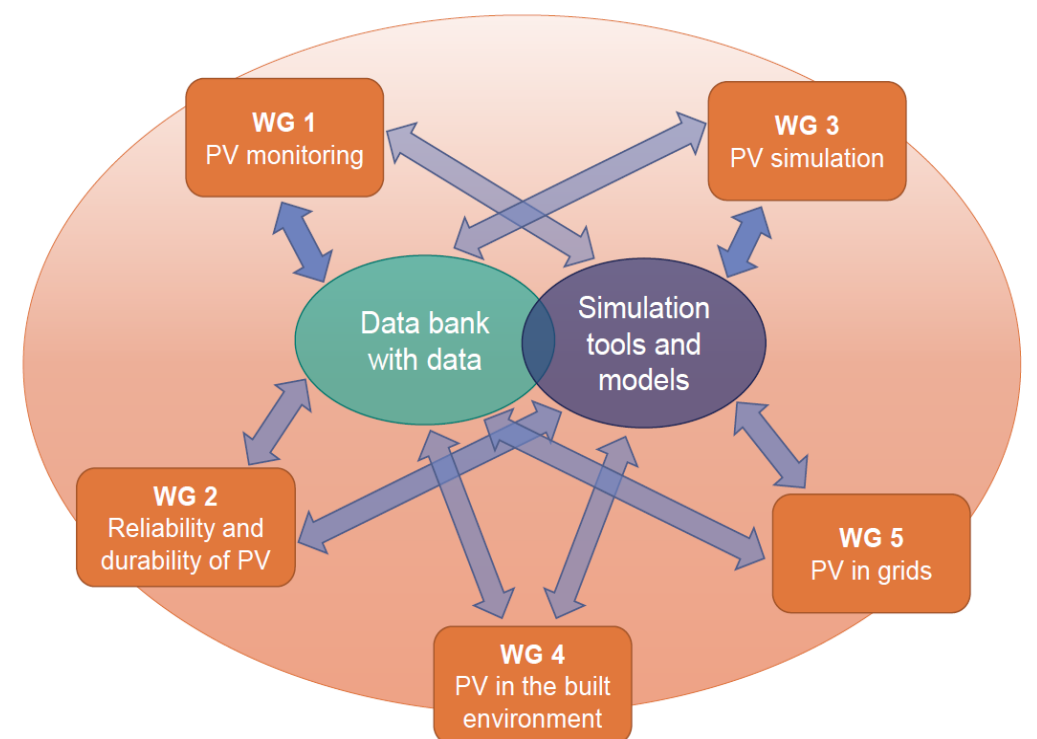 WG 1
PV monitoring
WG 3
PV simulation
Data bank
with data
Simulation
tools and
models
WG 2
Reliability and
durability of PV
WG 5
PV in grids
WG 4
PV in the built
environment